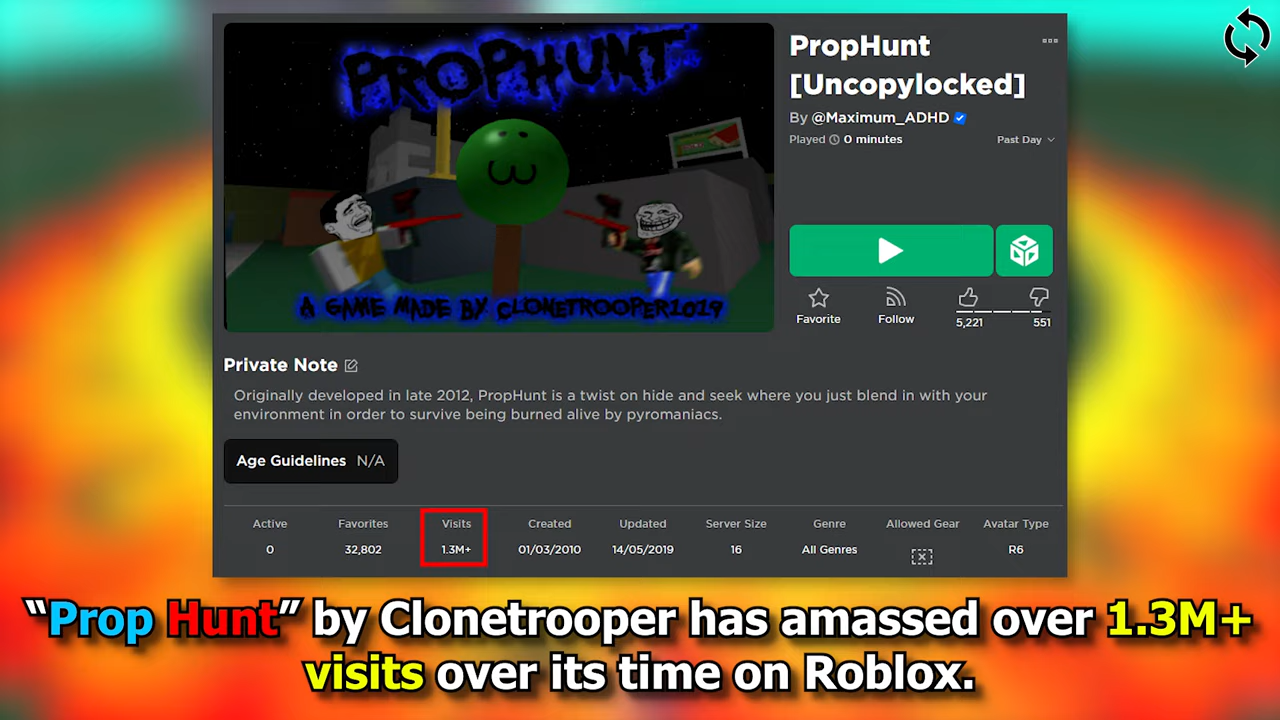 PROPHUNT
A GAME MADE BY CLONETROOPER1019
PropHunt
[Uncopylocked]
By @Maximum_ADHD
Played 0 minutes
Past Day
Favorite
Follow
5,221
551
Private Note
Originally developed in late 2012, PropHunt is a twist on hide and seek where you just blend in with your
environment in order to survive being burned alive by pyromaniacs.
Age Guidelines N/A
Active Favorites Visits Created Updated Server Size Genre Allowed Gear Avatar Type
0 32,802 1.3M+ 01/03/2010 14/05/2019 16 All Genres R6
“Prop Hunt” by Clonetrooper has amassed over 1.3M+
visits over its time on Roblox.